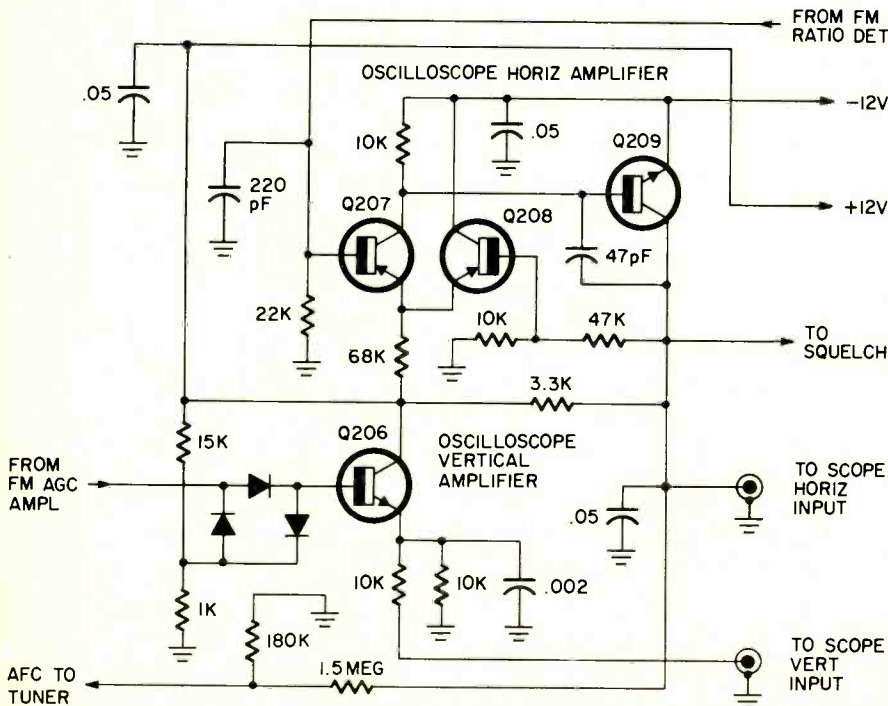 FROM FM
RATIO DET
.05
OSCILLOSCOPE HORIZ AMPLIFIER
-12V
10K
.05
Q209
220
pF
Q207
Q208
+12V
47pF
22K
10K
47K
TO
SQUELCH
68K
3.3K
15K
Q206
OSCILLOSCOPE
VERTICAL
AMPLIFIER
FROM
FM AGC
AMPL
TO SCOPE
HORIZ
INPUT
.05
10K
10K
.002
1K
180K
TO SCOPE
VERT
INPUT
1.5 MEG
AFC TO
TUNER